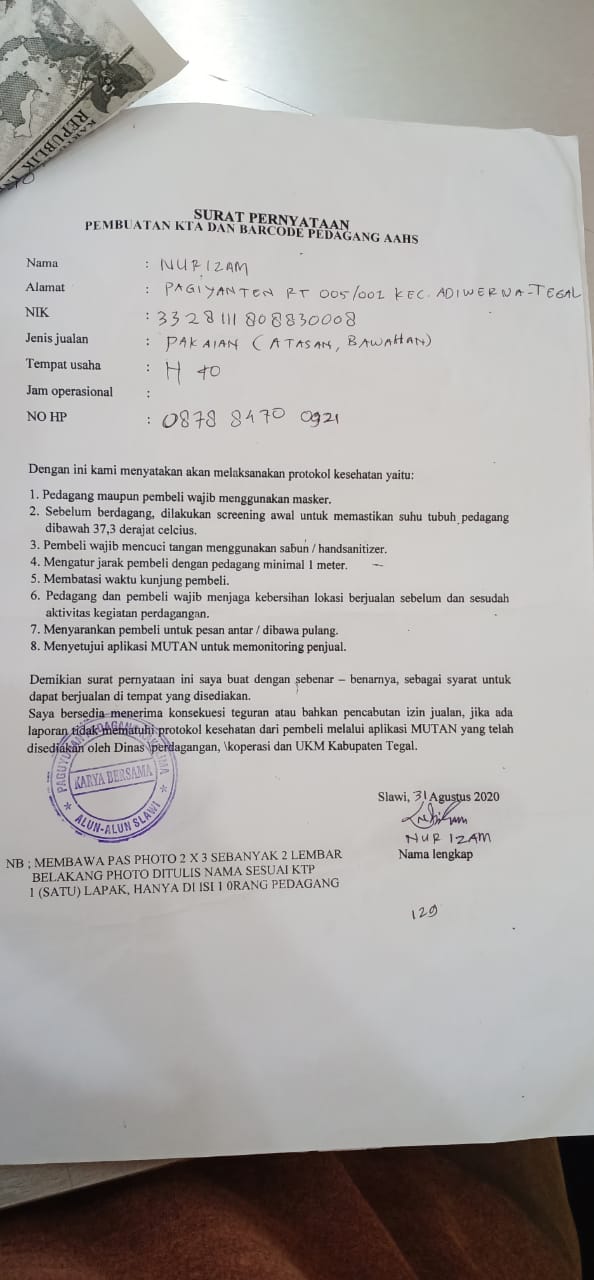 REPUBLIK
SURAT PERNYATAAN
PEMBUATAN KTA DAN BARCODE PEDAGANG AAHS
Nama : NURIZAM
Alamat : PAGIYANTEN RT 005/002 KEC. ADIWERNA-TEGAL
NIK : 3328111808830008
Jenis jualan : PAKAIAN (ATASAN, BAWAHAN)
Tempat usaha : H 40
Jam operasional :
NO HP : 0878 8470 0921
Dengan ini kami menyatakan akan melaksanakan protokol kesehatan yaitu:
1. Pedagang maupun pembeli wajib menggunakan masker.
2. Sebelum berdagang, dilakukan screening awal untuk memastikan suhu tubuh pedagang
dibawah 37,3 derajat celcius.
3. Pembeli wajib mencuci tangan menggunakan sabun / handsanitizer.
4. Mengatur jarak pembeli dengan pedagang minimal 1 meter.
5. Membatasi waktu kunjung pembeli.
6. Pedagang dan pembeli wajib menjaga kebersihan lokasi berjualan sebelum dan sesudah
aktivitas kegiatan perdagangan.
7. Menyarankan pembeli untuk pesan antar / dibawa pulang.
8. Menyetujui aplikasi MUTAN untuk memonitoring penjual.
Demikian surat pernyataan ini saya buat dengan sebenar – benarnya, sebagai syarat untuk
dapat berjualan di tempat yang disediakan.
Saya bersedia menerima konsekuesi teguran atau bahkan pencabutan izin jualan, jika ada
laporan tidak mematuhi protokol kesehatan dari pembeli melalui aplikasi MUTAN yang telah
disediakan oleh Dinas \perdagangan, \koperasi dan UKM Kabupaten Tegal.
KARYA BERSAMA
ALUN-ALUN SLAWI
Slawi, 31 Agustus 2020
NUR IZAM
Nama lengkap
NB ; MEMBAWA PAS PHOTO 2 X 3 SEBANYAK 2 LEMBAR
BELAKANG PHOTO DITULIS NAMA SESUAI KTP
1 (SATU) LAPAK, HANYA DI ISI 1 0RANG PEDAGANG
129